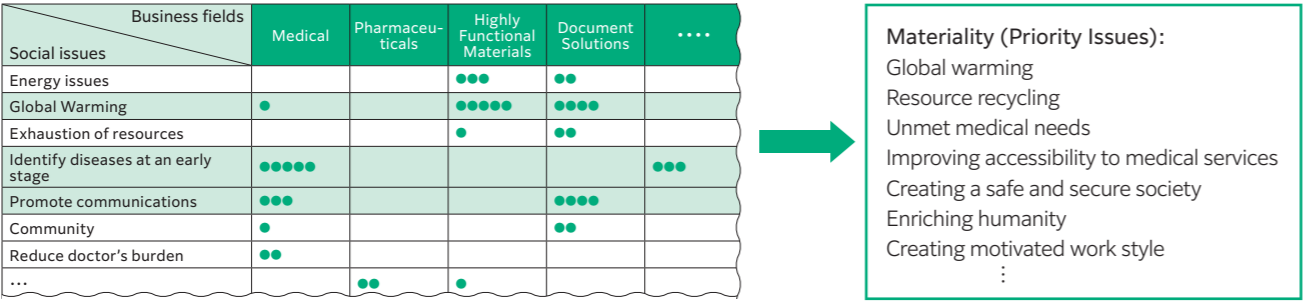 Business fields
Social issues
Medical
Pharmaceu-
ticals
Highly
Functional
Materials
Document
Solutions
····
Energy issues
Global Warming
Exhaustion of resources
Identify diseases at an early
stage
Promote communications
Community
Reduce doctor's burden
…
Materiality (Priority Issues):
Global warming
Resource recycling
Unmet medical needs
Improving accessibility to medical services
Creating a safe and secure society
Enriching humanity
Creating motivated work style
⋮